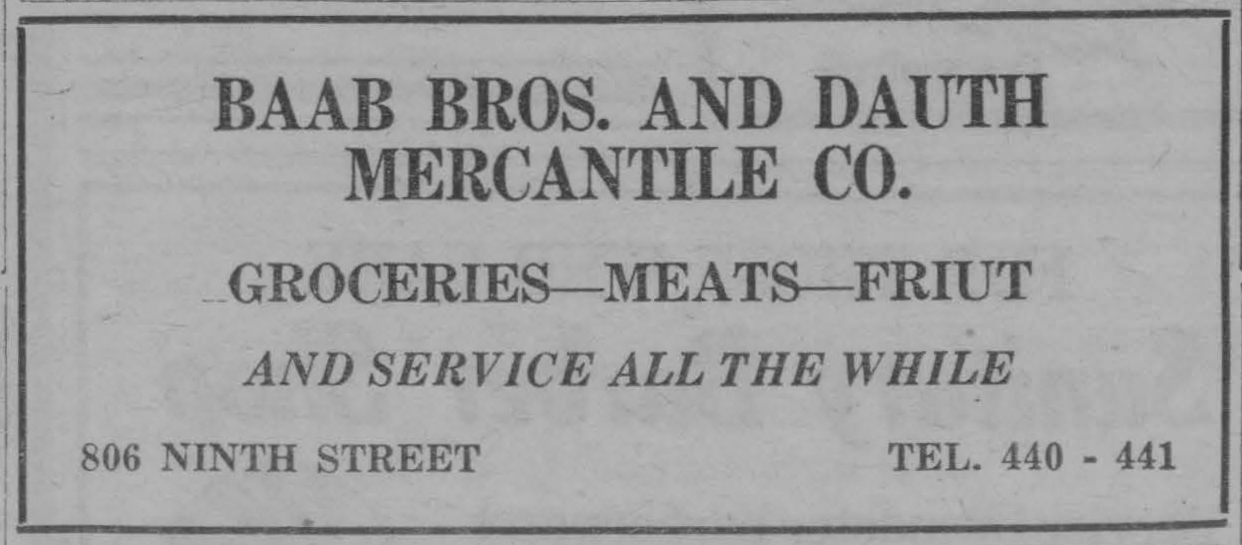 BAAB BROS. AND DAUTH
MERCANTILE CO.
GROCERIES—MEATS—FRIUT
AND SERVICE ALL THE WHILE
806 NINTH STREET TEL. 440 - 441